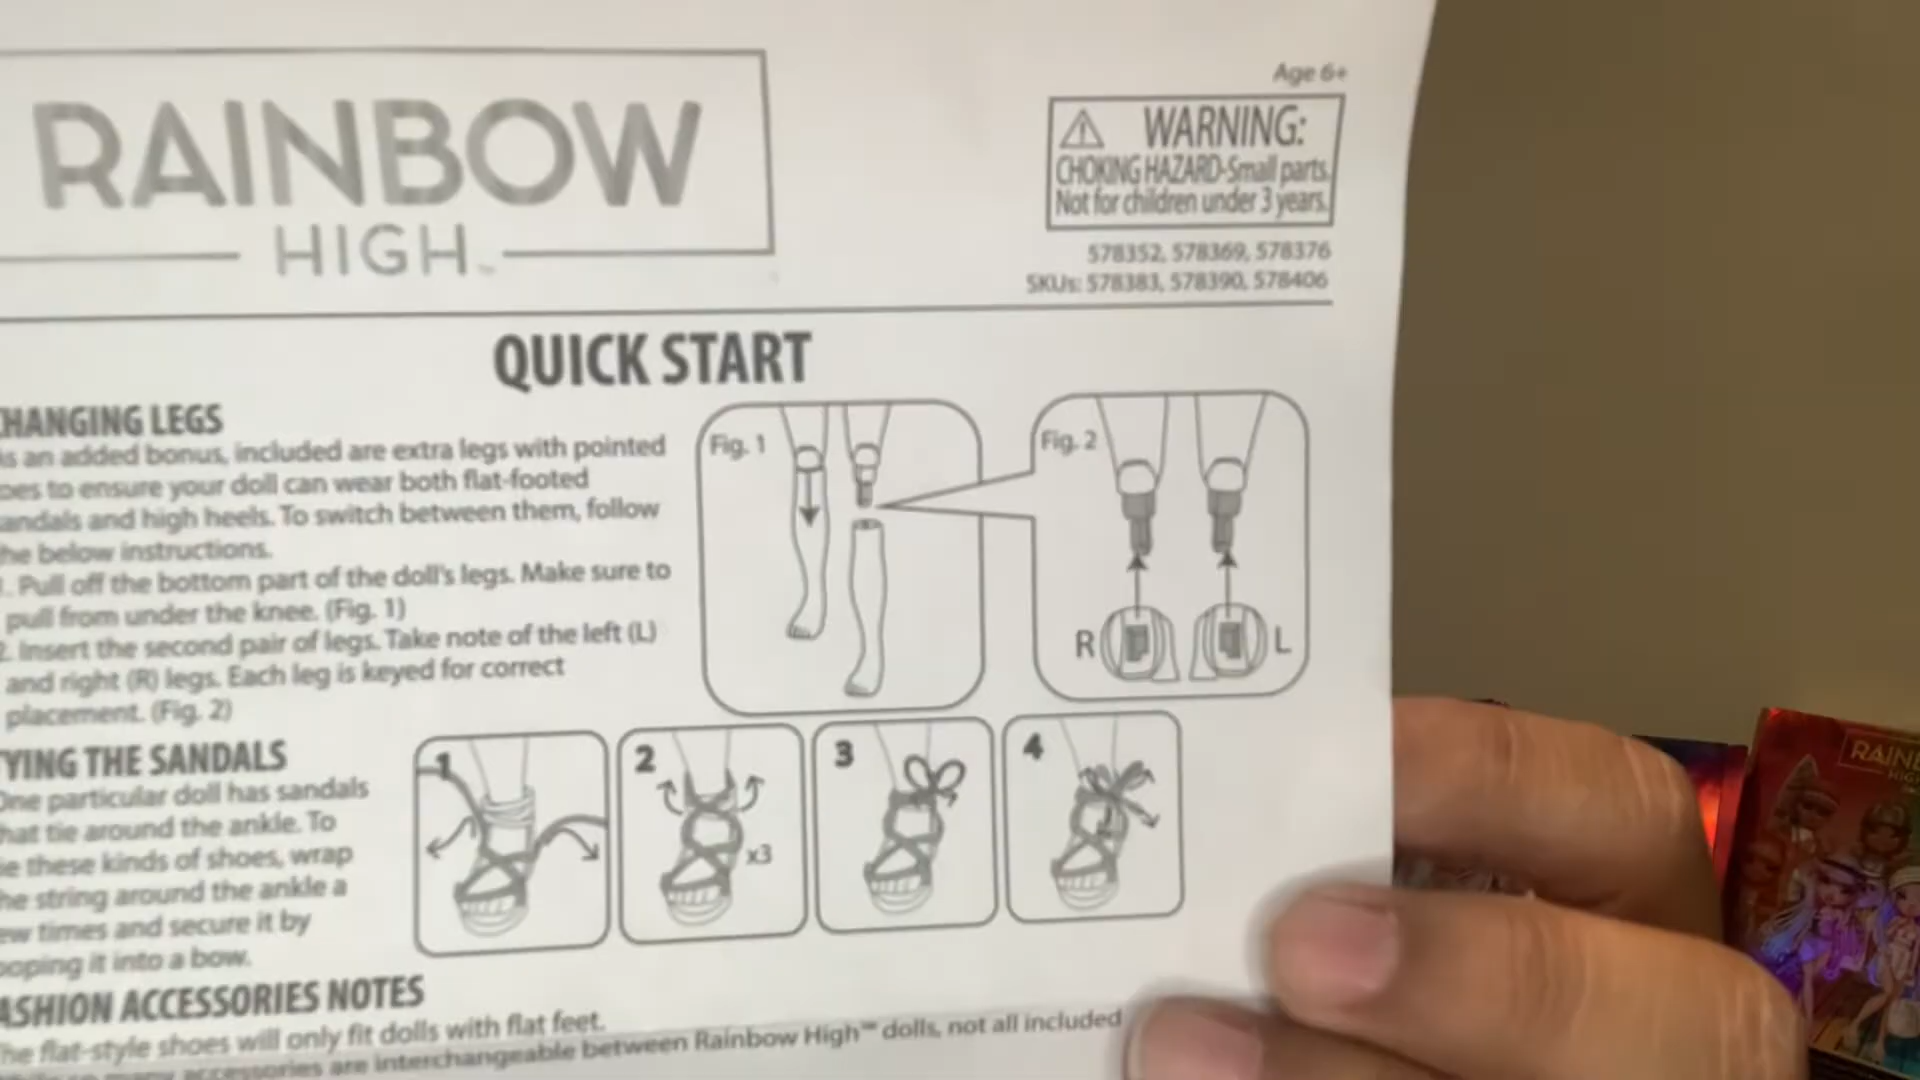 RAINBOW
HIGH™
Age 6+
WARNING:
CHOKING HAZARD-Small parts.
Not for children under 3 years.
578352, 578369, 578376
SKUs: 578383, 578390, 578406
QUICK START
HANGING LEGS
s an added bonus, included are extra legs with pointed
oes to ensure your doll can wear both flat-footed
andals and high heels. To switch between them, follow
he below instructions.
1. Pull off the bottom part of the doll's legs. Make sure to
pull from under the knee. (Fig. 1)
2. Insert the second pair of legs. Take note of the left (L)
and right (R) legs. Each leg is keyed for correct
placement. (Fig. 2)
Fig. 1
Fig. 2
R
L
YING THE SANDALS
One particular doll has sandals
hat tie around the ankle. To
ie these kinds of shoes, wrap
he string around the ankle a
ew times and secure it by
ooping it into a bow.
1
2
x3
3
4
ASHION ACCESSORIES NOTES
The flat-style shoes will only fit dolls with flat feet.
many accessories are interchangeable between Rainbow High™ dolls, not all included
RAINB
HIG